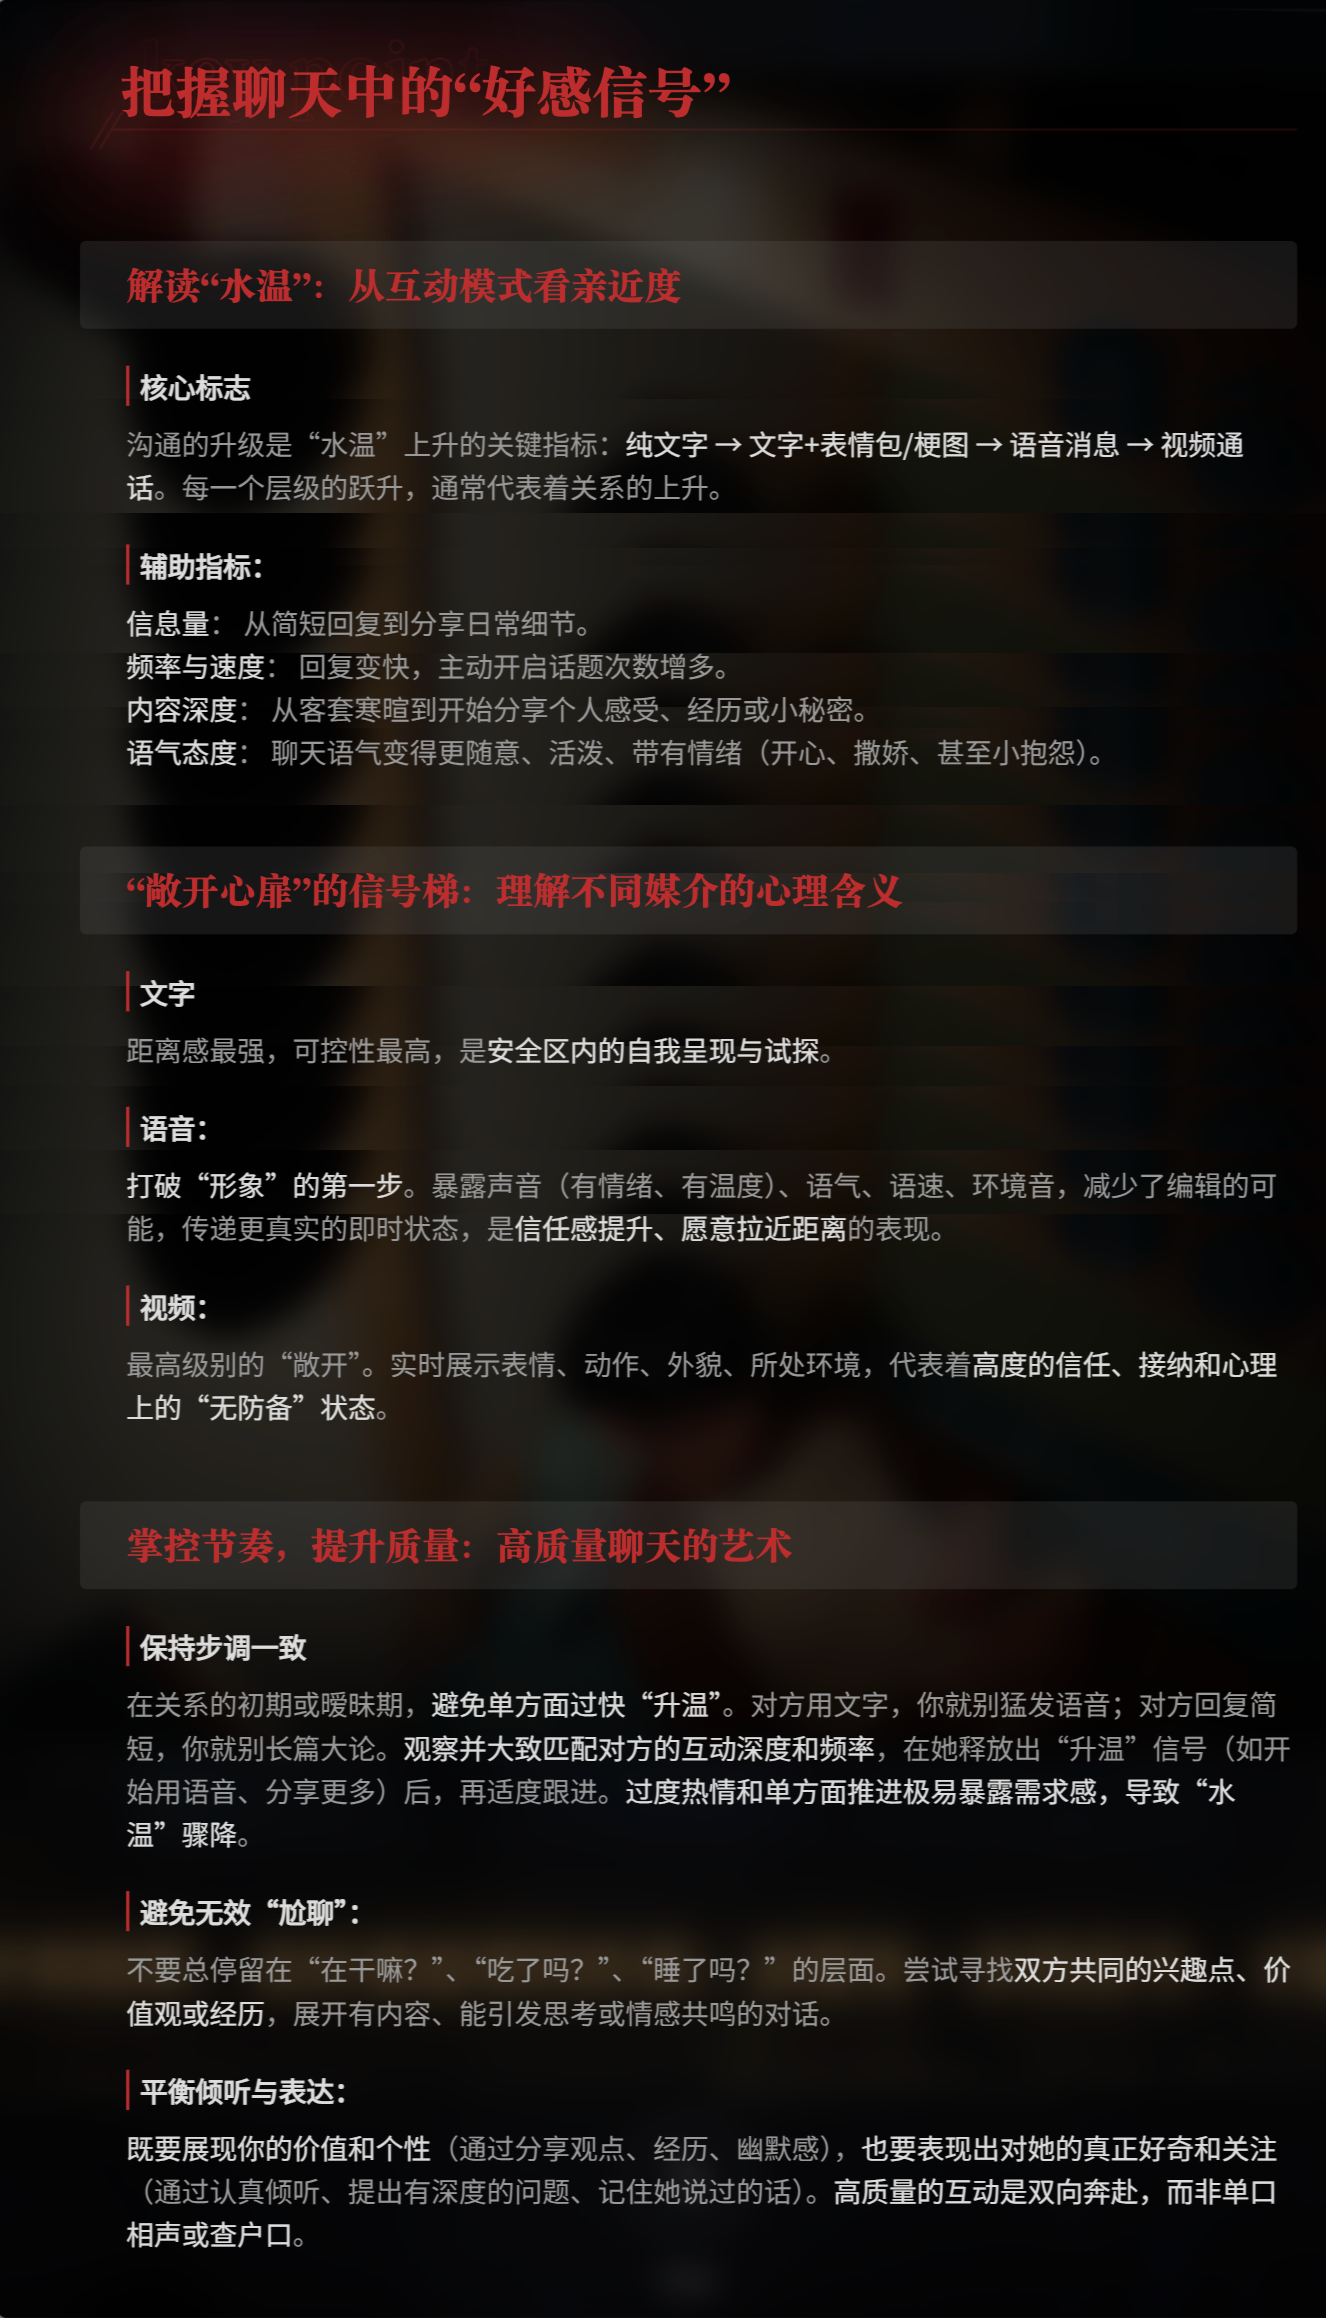 key point
把握聊天中的“好感信号”
解读“水温”：从互动模式看亲近度
核心标志
沟通的升级是“水温”上升的关键指标：纯文字 → 文字+表情包/梗图 → 语音消息 → 视频通
话。每一个层级的跃升，通常代表着关系的上升。
辅助指标：
信息量： 从简短回复到分享日常细节。
频率与速度： 回复变快，主动开启话题次数增多。
内容深度： 从客套寒暄到开始分享个人感受、经历或小秘密。
语气态度： 聊天语气变得更随意、活泼、带有情绪（开心、撒娇、甚至小抱怨）。
“敞开心扉”的信号梯：理解不同媒介的心理含义
文字
距离感最强，可控性最高，是安全区内的自我呈现与试探。
语音：
打破“形象”的第一步。暴露声音（有情绪、有温度）、语气、语速、环境音，减少了编辑的可
能，传递更真实的即时状态，是信任感提升、愿意拉近距离的表现。
视频：
最高级别的“敞开”。实时展示表情、动作、外貌、所处环境，代表着高度的信任、接纳和心理
上的“无防备”状态。
掌控节奏，提升质量：高质量聊天的艺术
保持步调一致
在关系的初期或暧昧期，避免单方面过快“升温”。对方用文字，你就别猛发语音；对方回复简
短，你就别长篇大论。观察并大致匹配对方的互动深度和频率，在她释放出“升温”信号（如开
始用语音、分享更多）后，再适度跟进。过度热情和单方面推进极易暴露需求感，导致“水
温”骤降。
避免无效“尬聊”：
不要总停留在“在干嘛？”、“吃了吗？”、“睡了吗？”的层面。尝试寻找双方共同的兴趣点、价
值观或经历，展开有内容、能引发思考或情感共鸣的对话。
平衡倾听与表达：
既要展现你的价值和个性（通过分享观点、经历、幽默感），也要表现出对她的真正好奇和关注
（通过认真倾听、提出有深度的问题、记住她说过的话）。高质量的互动是双向奔赴，而非单口
相声或查户口。